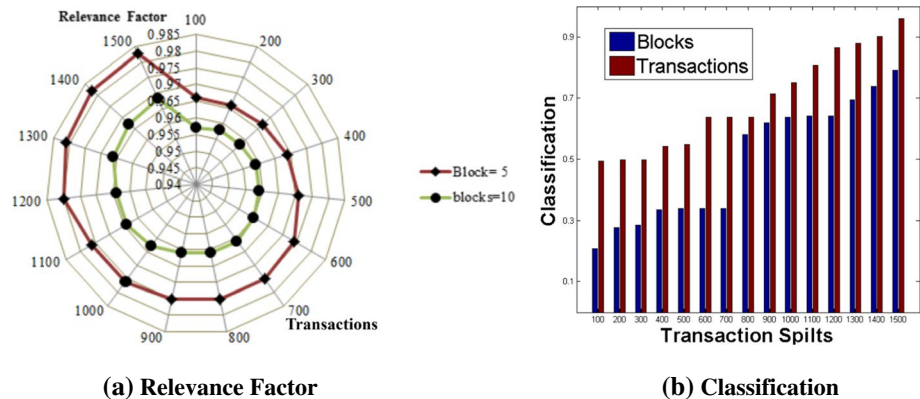 Relevance Factor
100
200
300
400
500
600
700
800
900
1000
1100
1200
1300
1400
1500
0.985
0.98
0.975
0.97
0.965
0.96
0.955
0.95
0.945
0.94
Transactions
Block= 5
blocks=10
(a) Relevance Factor
Classification
0.9
0.7
0.5
0.3
0.1
Blocks
Transactions
100 200 300 400 500 600 700 800 900 1000 1100 1200 1300 1400 1500
Transaction Spilts
(b) Classification